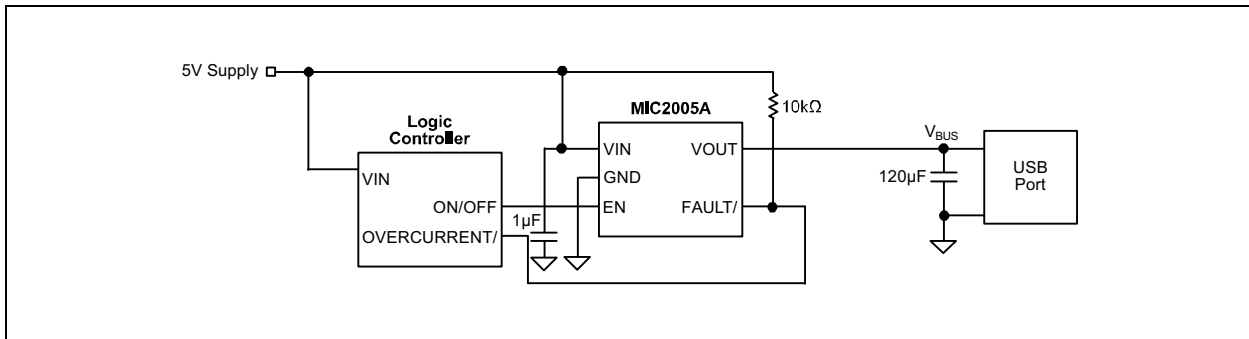 5V Supply
MIC2005A
10kΩ
Logic
Controller
VIN
ON/OFF
OVERCURRENT/
1µF
VIN
GND
EN
VOUT
FAULT/
VBUS
120µF
USB
Port